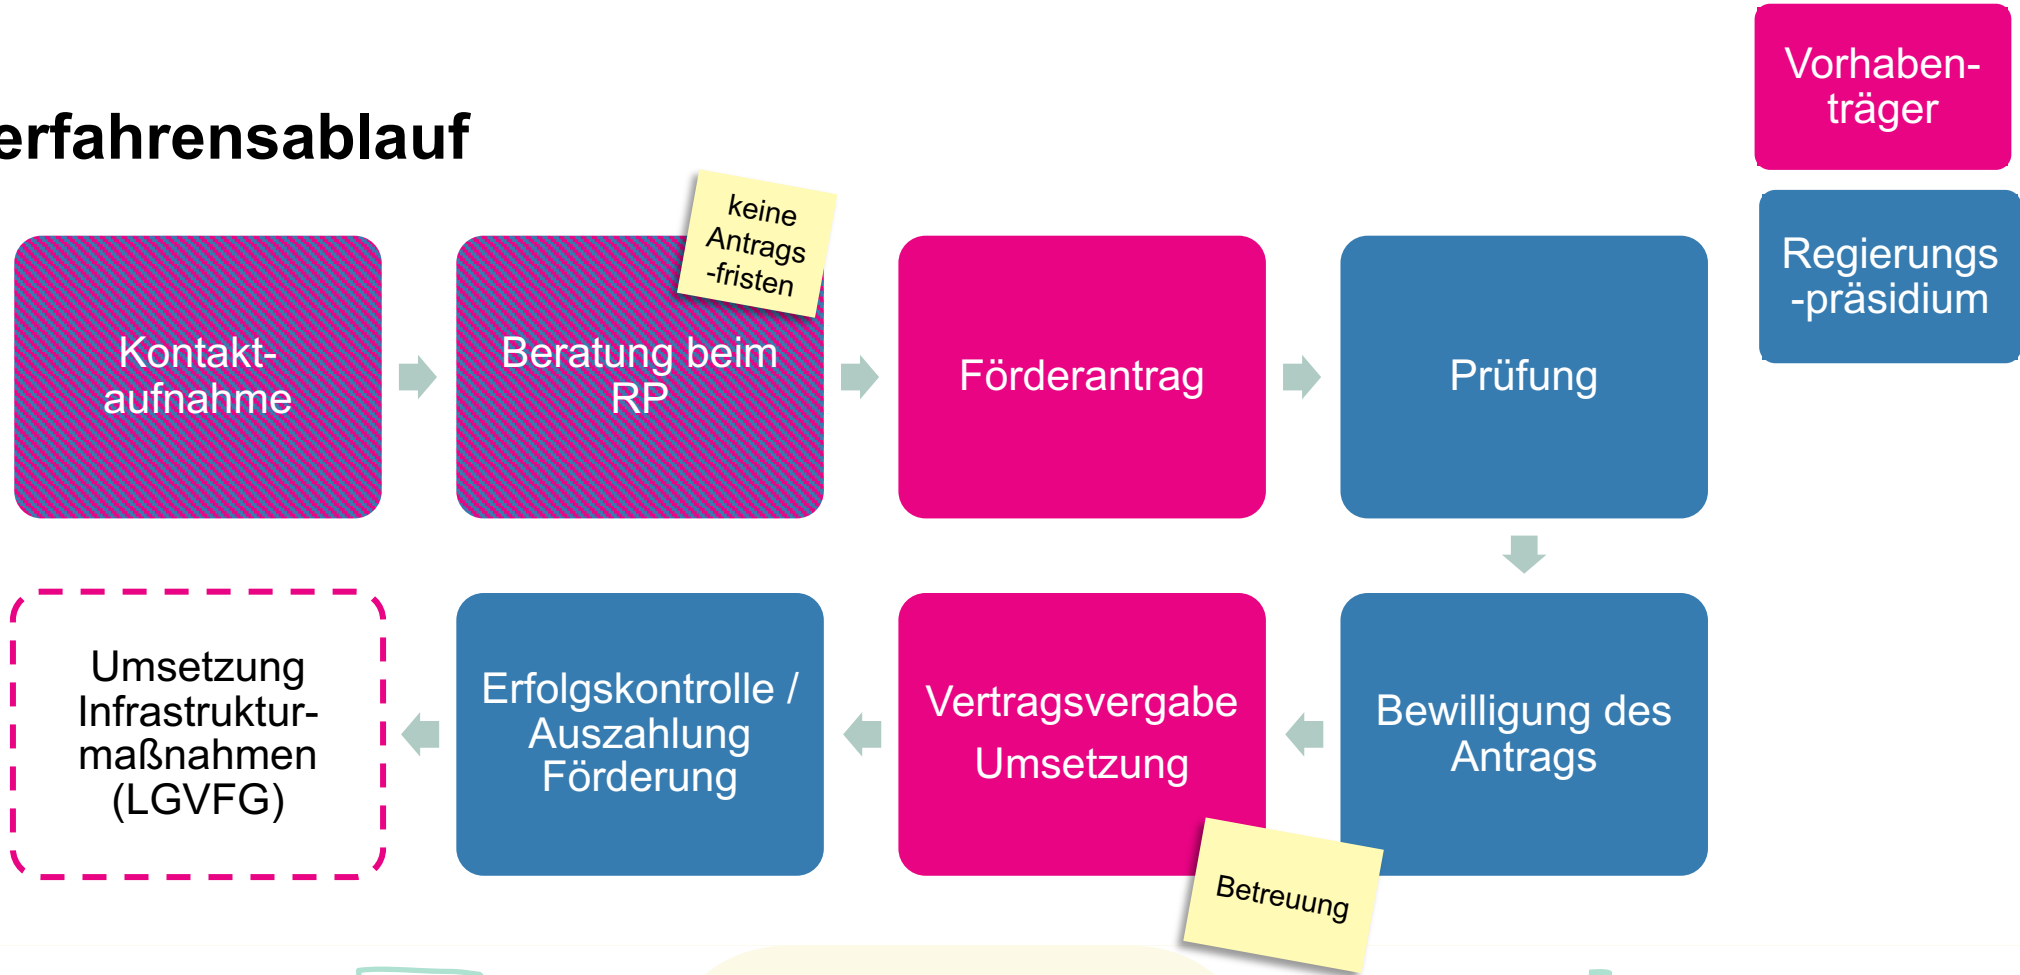 Vorhaben-
träger
erfahrensablauf
Regierungs
-präsidium
keine
Antrags
-fristen
Kontakt-
aufnahme
Beratung beim
RP
Förderantrag
Prüfung
Umsetzung
Infrastruktur-
maßnahmen
(LGVFG)
Erfolgskontrolle /
Auszahlung
Förderung
Vertragsvergabe
Umsetzung
Bewilligung des
Antrags
Betreuung